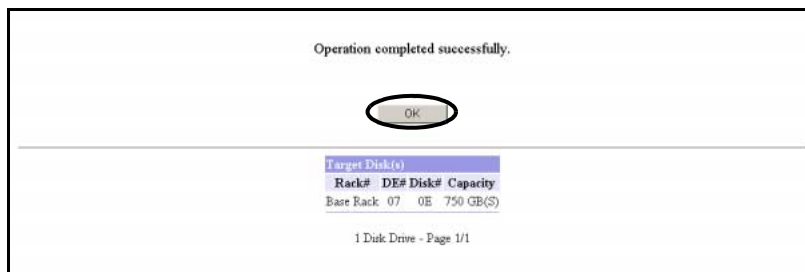 Operation completed successfully.
OK
Target Disk(s)
Rack# DE# Disk# Capacity
Base Rack 07 0E 750 GB(S)
1 Disk Drive - Page 1/1